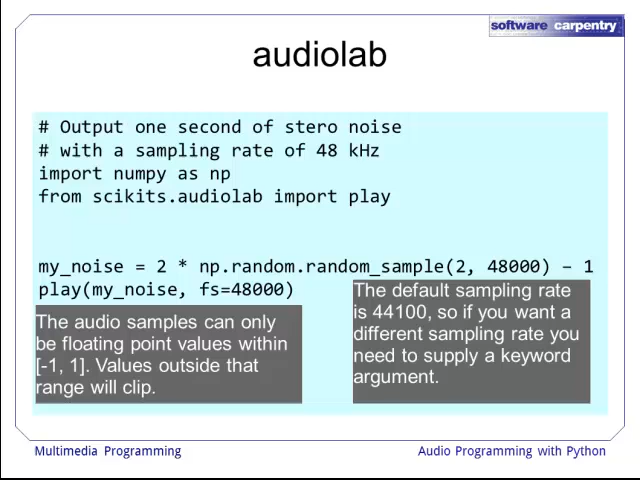 software carpentry
audiolab
# Output one second of stero noise
# with a sampling rate of 48 kHz
import numpy as np
from scikits.audiolab import play
my_noise = 2 * np.random.random_sample(2, 48000) – 1
play(my_noise, fs=48000)
The audio samples can only
be floating point values within
[-1, 1]. Values outside that
range will clip.
The default sampling rate
is 44100, so if you want a
different sampling rate you
need to supply a keyword
argument.
Multimedia Programming
Audio Programming with Python